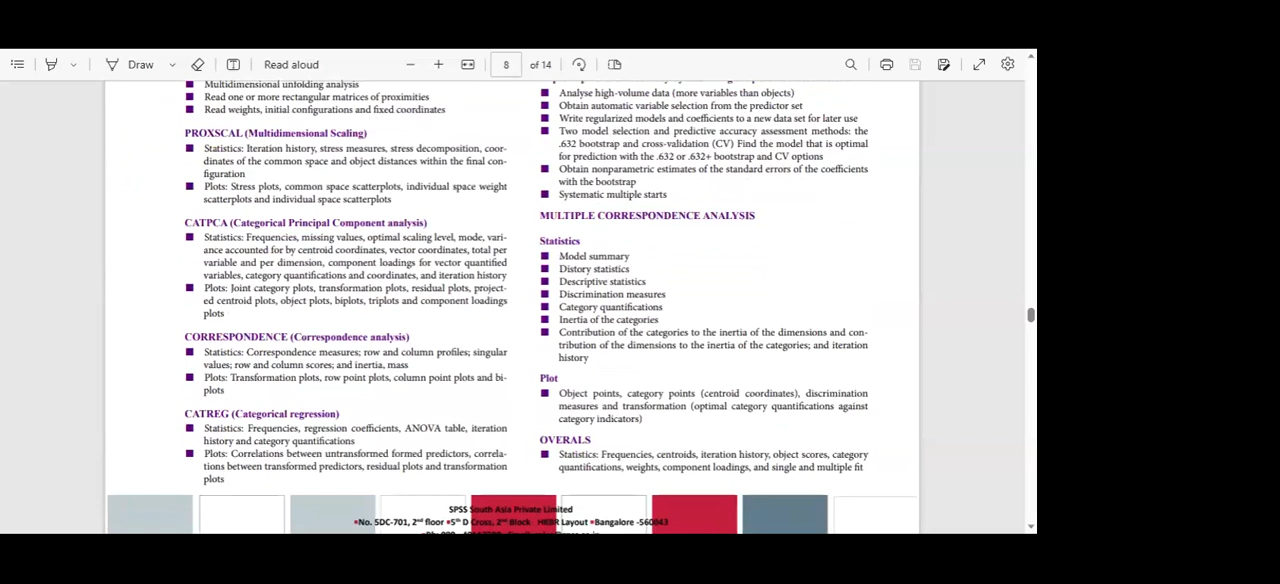 Draw
Read aloud
8
of 14
Multidimensional unfolding analysis
Read one or more rectangular matrices of proximities
Read weights, initial configurations and fixed coordinates
PROXSCAL (Multidimensional Scaling)
Statistics: Iteration history, stress measures, stress decomposition, coor-
dinates of the common space and object distances within the final con-
figuration
Plots: Stress plots, common space scatterplots, individual space weight
scatterplots and individual space scatterplots
CATPCA (Categorical Principal Component analysis)
Statistics: Frequencies, missing values, optimal scaling level, mode, vari-
ance accounted for by centroid coordinates, vector coordinates, total per
variable and per dimension, component loadings for vector quantified
variables, category quantifications and coordinates, and iteration history
Plots: Joint category plots, transformation plots, residual plots, project-
ed centroid plots, object plots, biplots, triplots and component loadings
plots
CORRESPONDENCE (Correspondence analysis)
Statistics: Correspondence measures; row and column profiles; singular
values; row and column scores; and inertia, mass
Plots: Transformation plots, row point plots, column point plots and bi-
plots
CATREG (Categorical regression)
Statistics: Frequencies, regression coefficients, ANOVA table, iteration
history and category quantifications
Plots: Correlations between untransformed formed predictors, correla-
tions between transformed predictors, residual plots and transformation
plots
Analyse high-volume data (more variables than objects)
Obtain automatic variable selection from the predictor set
Write regularized models and coefficients to a new data set for later use
Two model selection and predictive accuracy assessment methods: the
.632 bootstrap and cross-validation (CV) Find the model that is optimal
for prediction with the .632 or .632+ bootstrap and CV options
Obtain nonparametric estimates of the standard errors of the coefficients
with the bootstrap
Systematic multiple starts
MULTIPLE CORRESPONDENCE ANALYSIS
Statistics
Model summary
Distory statistics
Descriptive statistics
Discrimination measures
Category quantifications
Inertia of the categories
Contribution of the categories to the inertia of the dimensions and con-
tribution of the dimensions to the inertia of the categories; and iteration
history
Plot
Object points, category points (centroid coordinates), discrimination
measures and transformation (optimal category quantifications against
category indicators)
OVERALS
Statistics: Frequencies, centroids, iteration history, object scores, category
quantifications, weights, component loadings, and single and multiple fit
SPSS South Asia Private Limited
No. 5DC-701, 2nd floor 5th D Cross, 2nd Block HRBR Layout Bangalore -560043